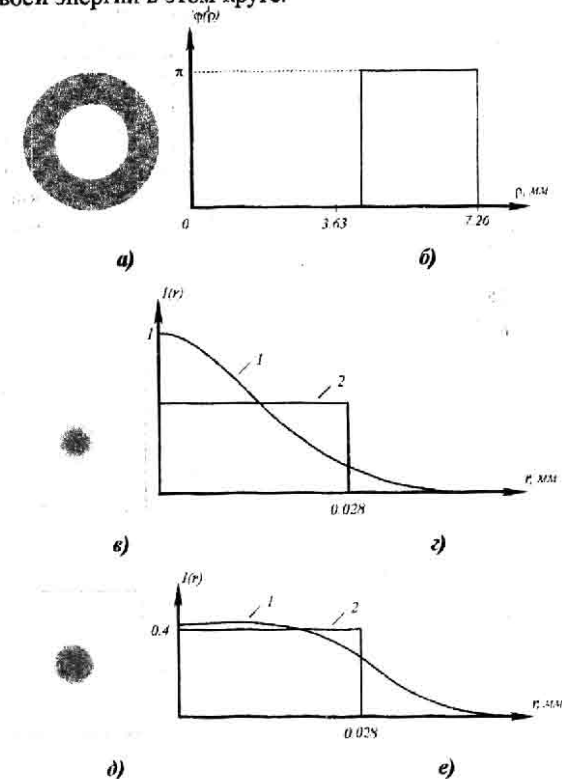 воей энергии в этом круге.
φ(ρ)
π
0
3.63
7.26
ρ, мм
а)
б)
I(r)
1
1
2
0.028
r, мм
в)
г)
I(r)
0.4
1
2
0.028
r, мм
д)
е)